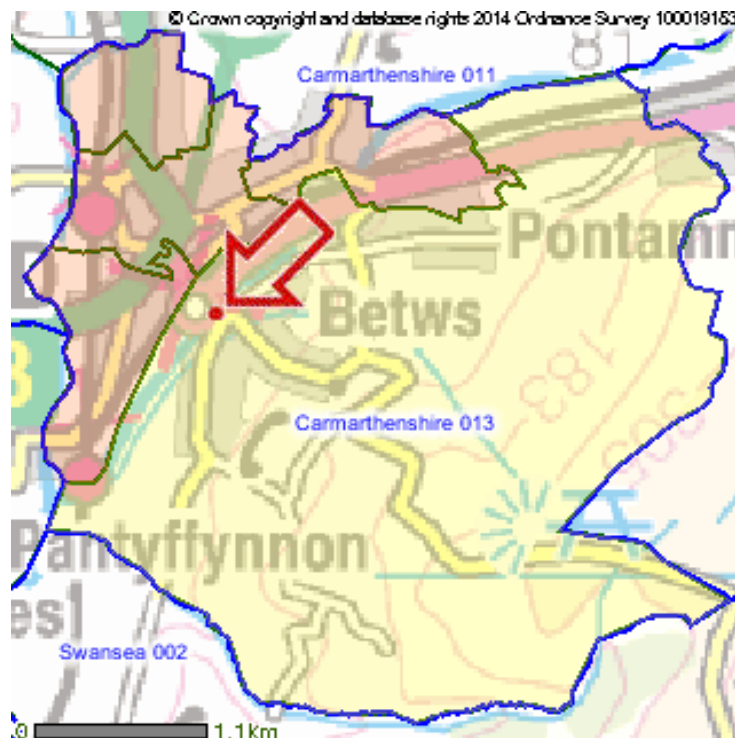 © Crown copyright and database rights 2014 Ordnance Survey 100019153
Carmarthenshire 011
Betws
183
Carmarthenshire 013
Pantyffynnon
Swansea 002
0 1.1km